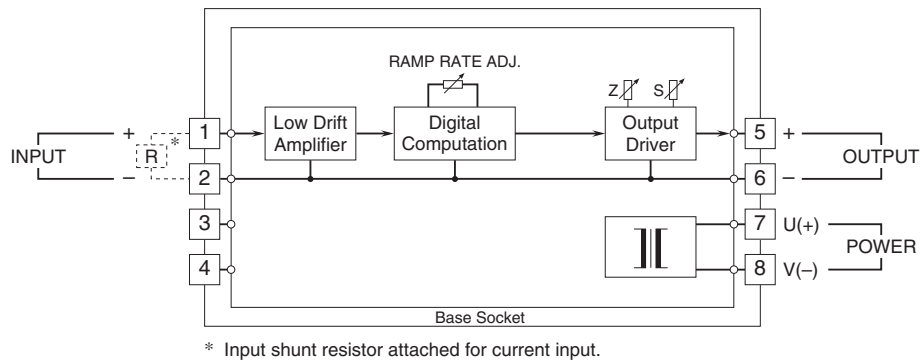 RAMP RATE ADJ.
Z S
INPUT
+
R
*
1
Low Drift
Amplifier
Digital
Computation
Output
Driver
5 +
OUTPUT
–
2
6 –
3
7 U(+)
POWER
4
8 V(–)
Base Socket
* Input shunt resistor attached for current input.